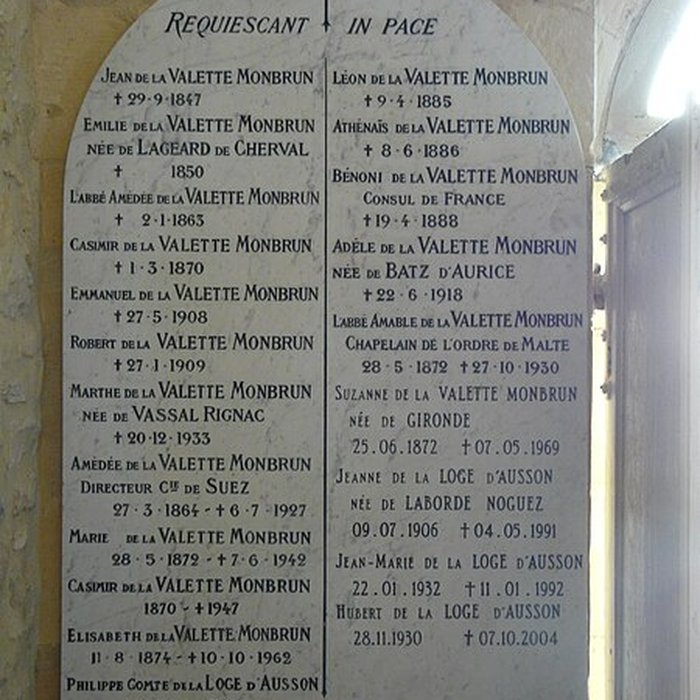 REQUIESCANT IN PACE
JEAN DE LA VALETTE MONBRUN
✝ 29·9·1847
EMILIE DE LA VALETTE MONBRUN
NÉE DE LAGEARD DE CHERVAL
✝ 1850
L'ABBÉ AMÉDÉE DE LA VALETTE MONBRUN
✝ 2·1·1863
CASIMIR DE LA VALETTE MONBRUN
✝ 1·3·1870
EMMANUEL DE LA VALETTE MONBRUN
✝ 27·5·1908
ROBERT DE LA VALETTE MONBRUN
✝ 27·1·1909
MARTHE DE LA VALETTE MONBRUN
NÉE DE VASSAL RIGNAC
✝ 20·12·1933
AMÉDÉE DE LA VALETTE MONBRUN
DIRECTEUR CIE DE SUEZ
27·3·1864 - ✝ 6·7·1927
MARIE DE LA VALETTE MONBRUN
28·5·1872 - ✝ 7·6·1942
CASIMIR DE LA VALETTE MONBRUN
1870 - ✝ 1947
ELISABETH DE LA VALETTE MONBRUN
11·8·1874 - ✝ 10·10·1962
PHILIPPE COMTE DE LA LOGE D'AUSSON
LÉON DE LA VALETTE MONBRUN
✝ 9·4·1885
ATHÉNAÏS DE LA VALETTE MONBRUN
✝ 8·6·1886
BÉNONI DE LA VALETTE MONBRUN
CONSUL DE FRANCE
✝ 19·4·1888
ADÈLE DE LA VALETTE MONBRUN
NÉE DE BATZ D'AURICE
✝ 22·6·1918
L'ABBÉ AMABLE DE LA VALETTE MONBRUN
CHAPELAIN DE L'ORDRE DE MALTE
28·5·1872 ✝ 27·10·1930
SUZANNE DE LA VALETTE MONBRUN
NÉE DE GIRONDE
25.06.1872 ✝ 07.05.1969
JEANNE DE LA LOGE D'AUSSON
NÉE DE LABORDE NOGUEZ
09.07.1906 ✝ 04.05.1991
JEAN-MARIE DE LA LOGE D'AUSSON
22.01.1932 ✝ 11.01.1992
HUBERT DE LA LOGE D'AUSSON
28.11.1930 ✝ 07.10.2004